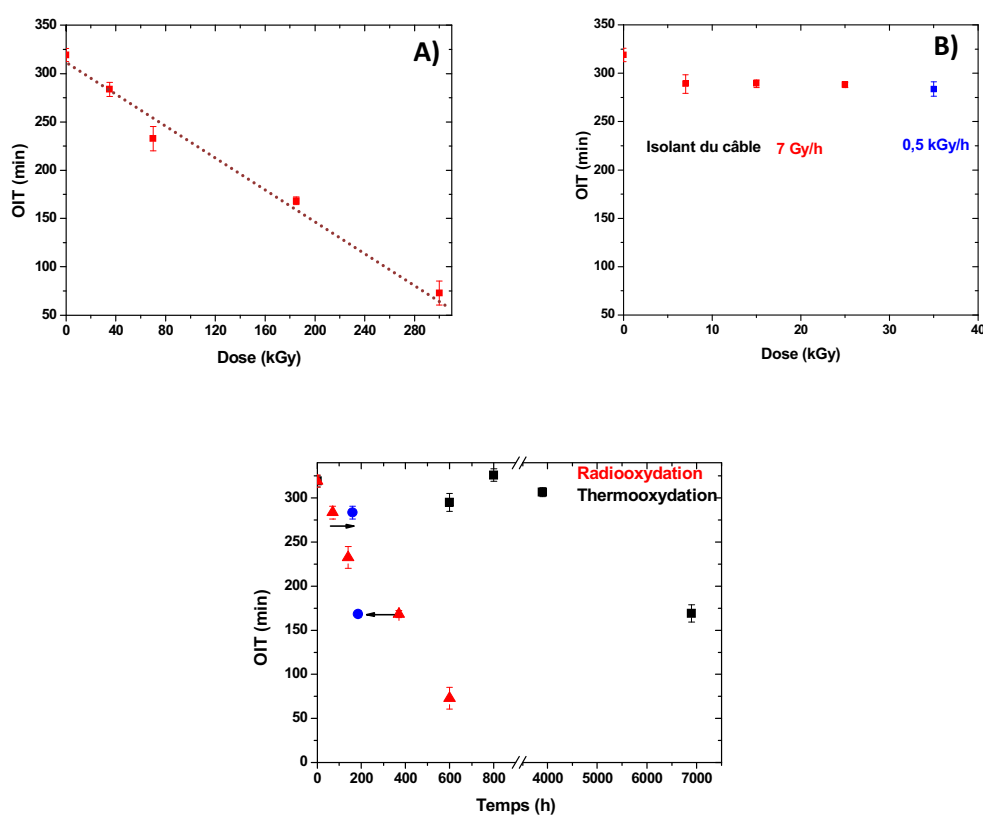 A)
350
300
250
200
150
100
50
OIT (min)
0 40 80 120 160 200 240 280
Dose (kGy)
B)
350
300
250
200
150
100
50
OIT (min)
Isolant du câble 7 Gy/h 0,5 kGy/h
0 10 20 30 40
Dose (kGy)
Radiooxydation
Thermooxydation
300
250
200
150
100
50
0
OIT (min)
0 200 400 600 800 4000 5000 6000 7000
Temps (h)